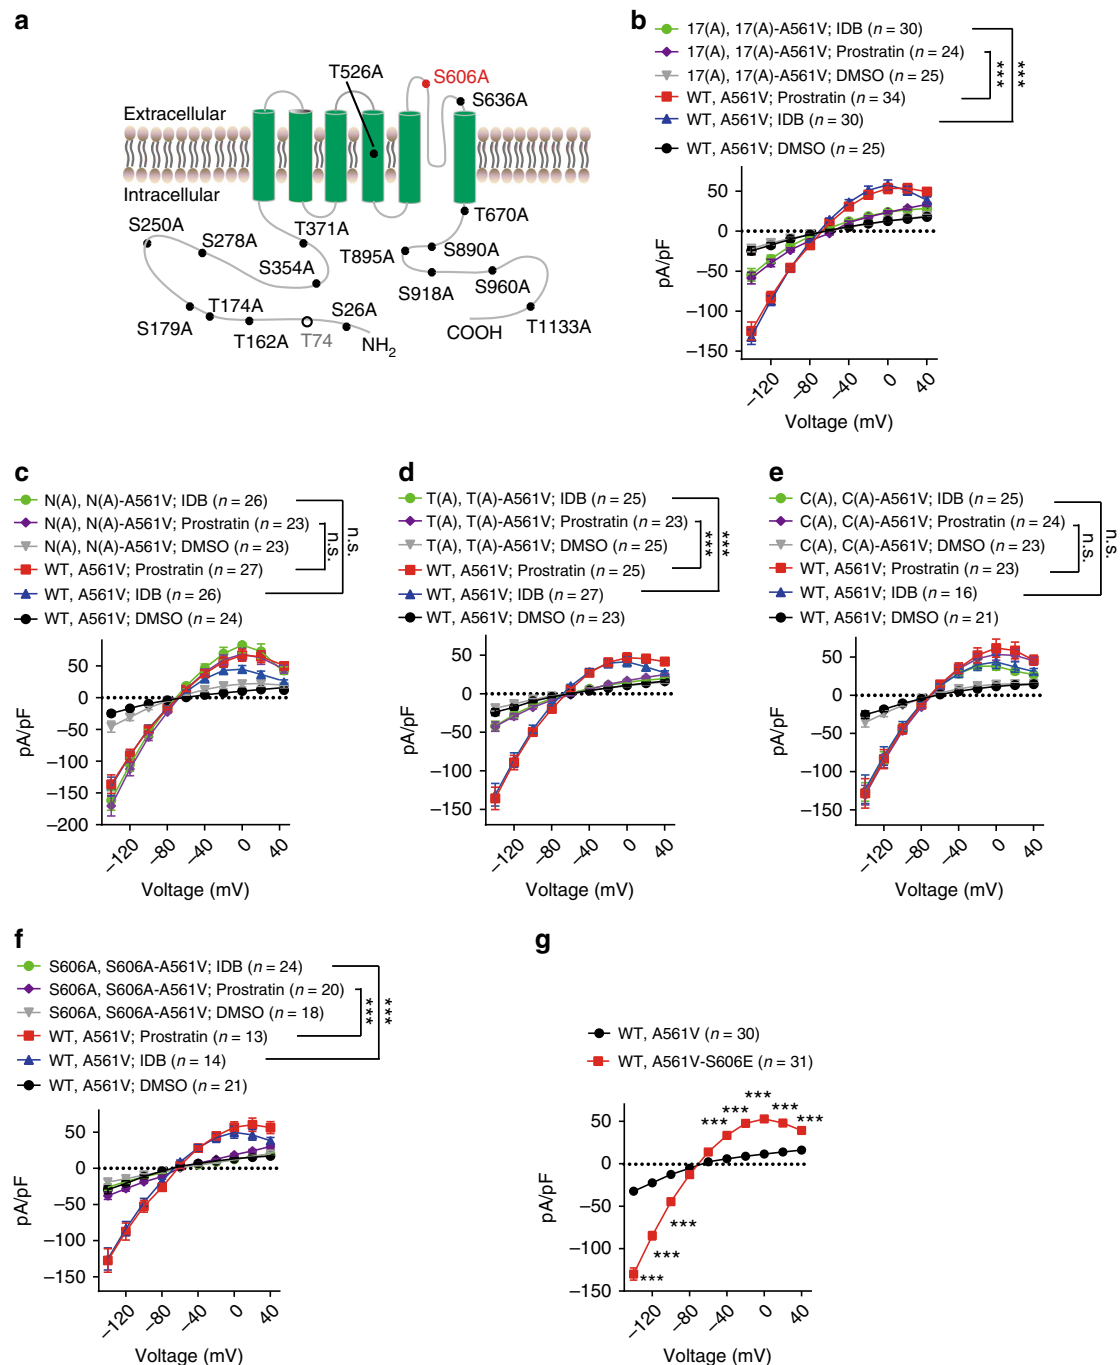 a
Extracellular
Intracellular
T526A
S606A
S636A
S250A
S278A
T371A
S354A
T670A
T895A
S890A
S918A
S960A
S179A
T174A
T162A
T74
S26A
NH2
COOH
T1133A
b
17(A), 17(A)-A561V; IDB (n = 30)
17(A), 17(A)-A561V; Prostratin (n = 24)
17(A), 17(A)-A561V; DMSO (n = 25)
WT, A561V; Prostratin (n = 34)
WT, A561V; IDB (n = 30)
WT, A561V; DMSO (n = 25)
***
***
pA/pF
50
0
−50
−100
−150
−120
−80
−40
0
40
Voltage (mV)
c
N(A), N(A)-A561V; IDB (n = 26)
N(A), N(A)-A561V; Prostratin (n = 23)
N(A), N(A)-A561V; DMSO (n = 23)
WT, A561V; Prostratin (n = 27)
WT, A561V; IDB (n = 26)
WT, A561V; DMSO (n = 24)
n.s.
n.s.
pA/pF
50
0
−50
−100
−150
−200
−120
−80
−40
0
40
Voltage (mV)
d
T(A), T(A)-A561V; IDB (n = 25)
T(A), T(A)-A561V; Prostratin (n = 23)
T(A), T(A)-A561V; DMSO (n = 25)
WT, A561V; Prostratin (n = 25)
WT, A561V; IDB (n = 27)
WT, A561V; DMSO (n = 23)
***
***
pA/pF
50
0
−50
−100
−150
−120
−80
−40
0
40
Voltage (mV)
e
C(A), C(A)-A561V; IDB (n = 25)
C(A), C(A)-A561V; Prostratin (n = 24)
C(A), C(A)-A561V; DMSO (n = 23)
WT, A561V; Prostratin (n = 23)
WT, A561V; IDB (n = 16)
WT, A561V; DMSO (n = 21)
n.s.
n.s.
pA/pF
50
0
−50
−100
−150
−120
−80
−40
0
40
Voltage (mV)
f
S606A, S606A-A561V; IDB (n = 24)
S606A, S606A-A561V; Prostratin (n = 20)
S606A, S606A-A561V; DMSO (n = 18)
WT, A561V; Prostratin (n = 13)
WT, A561V; IDB (n = 14)
WT, A561V; DMSO (n = 21)
***
***
pA/pF
50
0
−50
−100
−150
−120
−80
−40
0
40
Voltage (mV)
g
WT, A561V (n = 30)
WT, A561V-S606E (n = 31)
***
***
***
***
***
***
***
***
pA/pF
50
0
−50
−100
−150
−120
−80
−40
0
40
Voltage (mV)